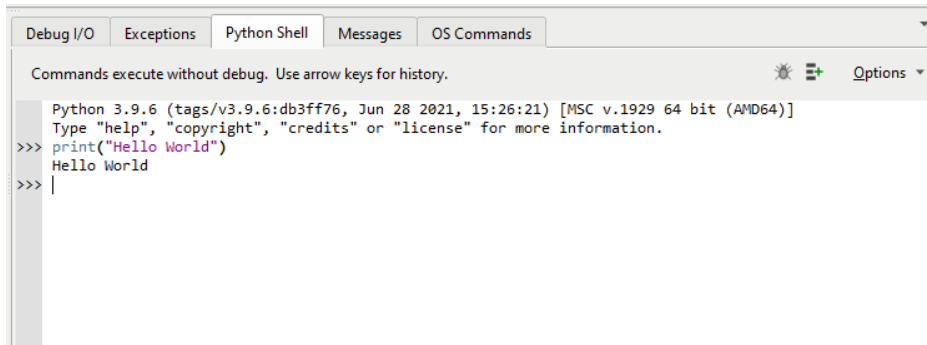 Debug I/O Exceptions Python Shell Messages OS Commands
Commands execute without debug. Use arrow keys for history. Options
Python 3.9.6 (tags/v3.9.6:db3ff76, Jun 28 2021, 15:26:21) [MSC v.1929 64 bit (AMD64)]
Type "help", "copyright", "credits" or "license" for more information.
>>> print("Hello World")
Hello World
>>>